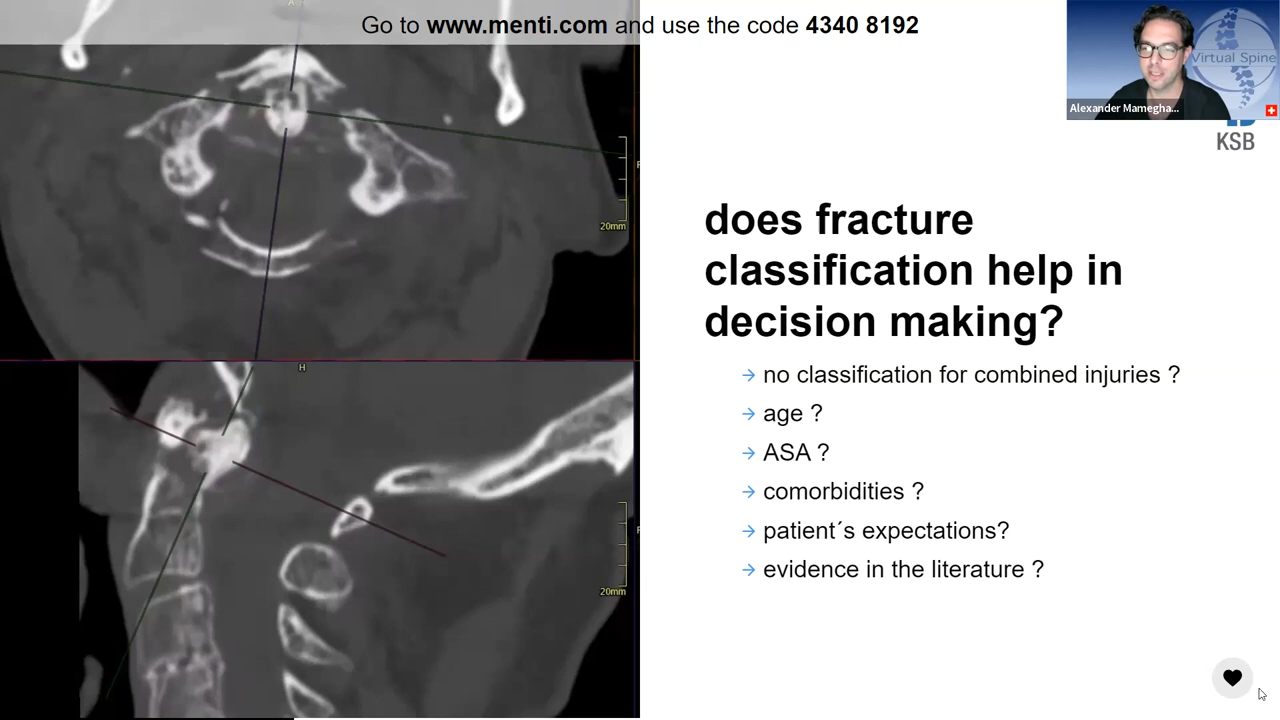 Go to www.menti.com and use the code 4340 8192
A
20mm
H
20mm
Virtual Spine
Alexander Mamegha...
KSB
does fracture
classification help in
decision making?
→ no classification for combined injuries ?
→ age ?
→ ASA ?
→ comorbidities ?
→ patient´s expectations?
→ evidence in the literature ?